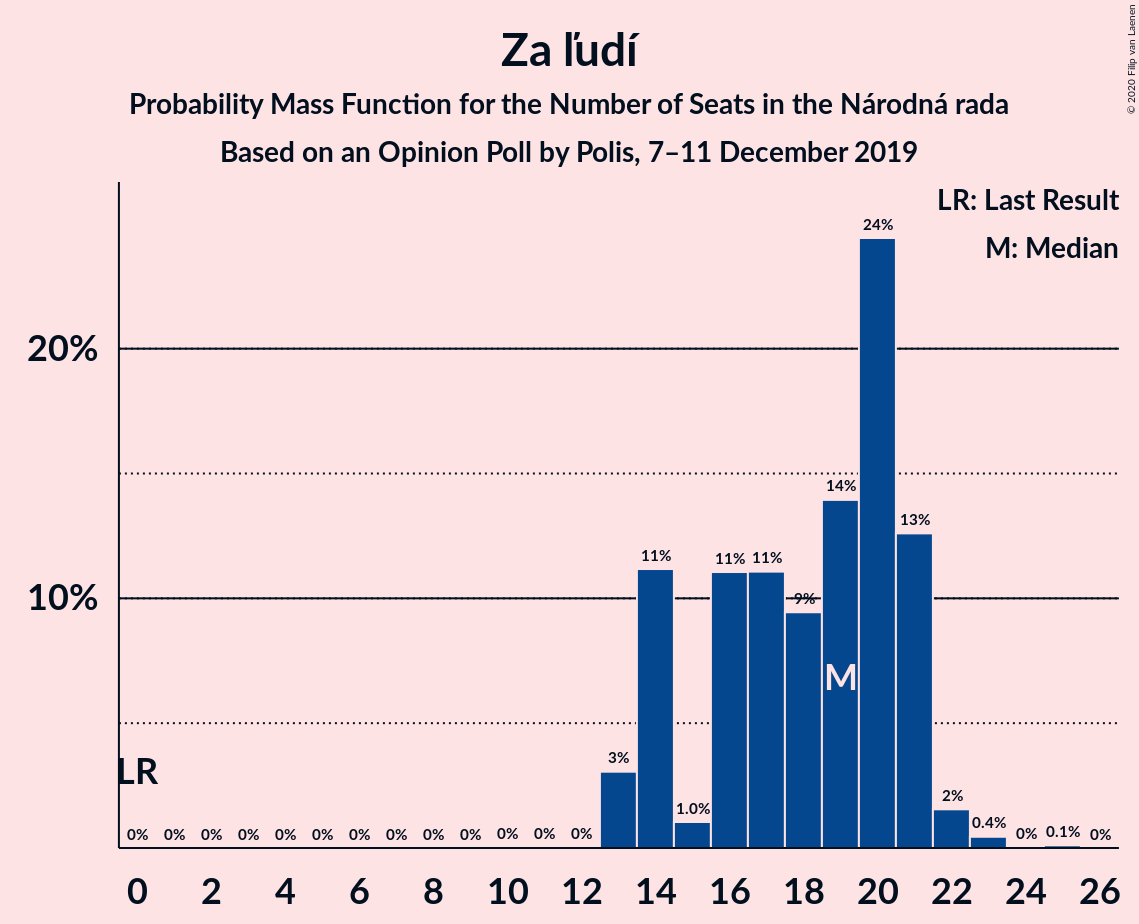 Za ľudí
Probability Mass Function for the Number of Seats in the Národná rada
Based on an Opinion Poll by Polis, 7–11 December 2019
© 2020 Filip van Laenen
LR: Last Result
M: Median
24%
20%
14%
13%
11% 11% 11%
10%
9%
M
LR
3%
2%
1.0%
0.4%
0% 0% 0% 0% 0% 0% 0% 0% 0% 0% 0% 0% 0% 0% 0.1% 0%
0 2 4 6 8 10 12 14 16 18 20 22 24 26